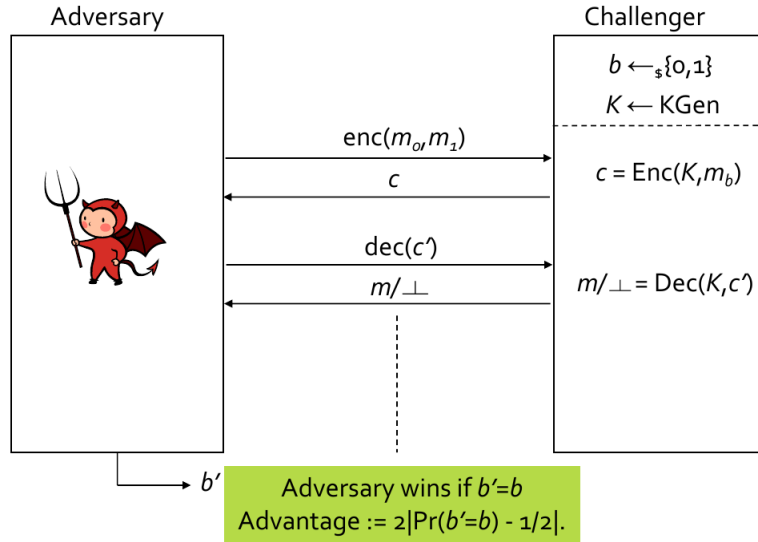 Adversary
Challenger
b ←$ {0,1}
K ← KGen
enc(m0,m1)
c = Enc(K,mb)
c
dec(c′)
m/⊥ = Dec(K,c′)
m/⊥
b′
Adversary wins if b′=b
Advantage := 2|Pr(b′=b) - 1/2|.